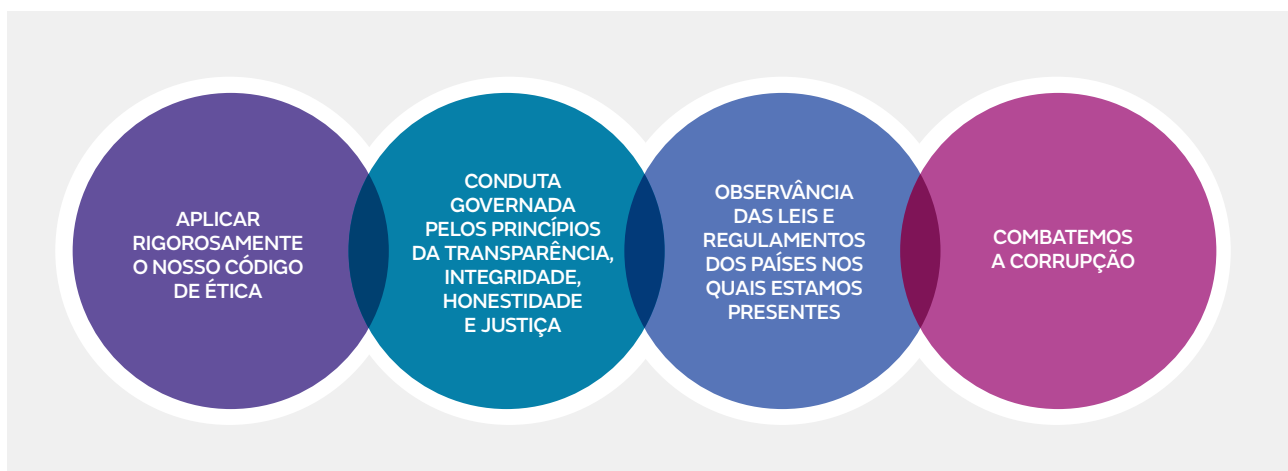 APLICAR
RIGOROSAMENTE
O NOSSO CÓDIGO
DE ÉTICA
CONDUTA
GOVERNADA
PELOS PRINCÍPIOS
DA TRANSPARÊNCIA,
INTEGRIDADE,
HONESTIDADE
E JUSTIÇA
OBSERVÂNCIA
DAS LEIS E
REGULAMENTOS
DOS PAÍSES NOS
QUAIS ESTAMOS
PRESENTES
COMBATEMOS
A CORRUPÇÃO